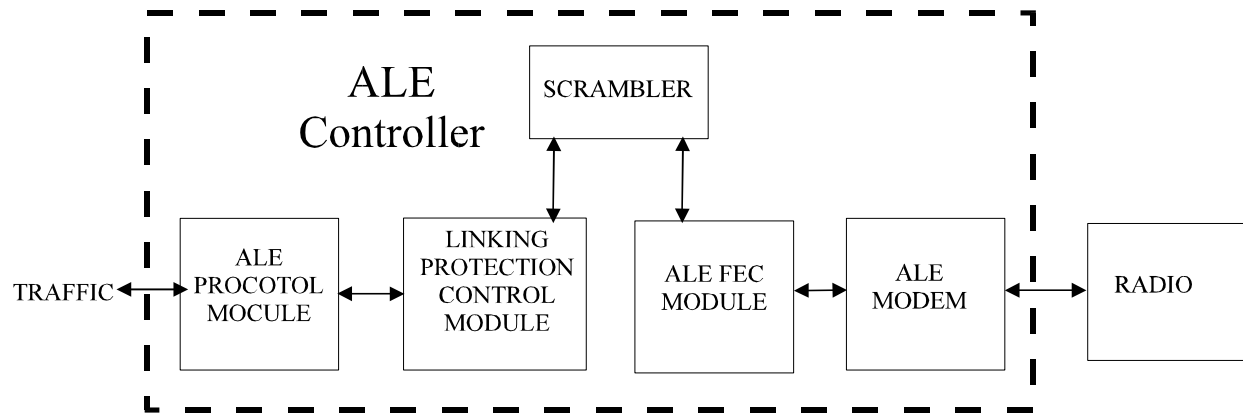 ALE
Controller
SCRAMBLER
TRAFFIC
ALE
PROCOTOL
MOCULE
LINKING
PROTECTION
CONTROL
MODULE
ALE FEC
MODULE
ALE
MODEM
RADIO